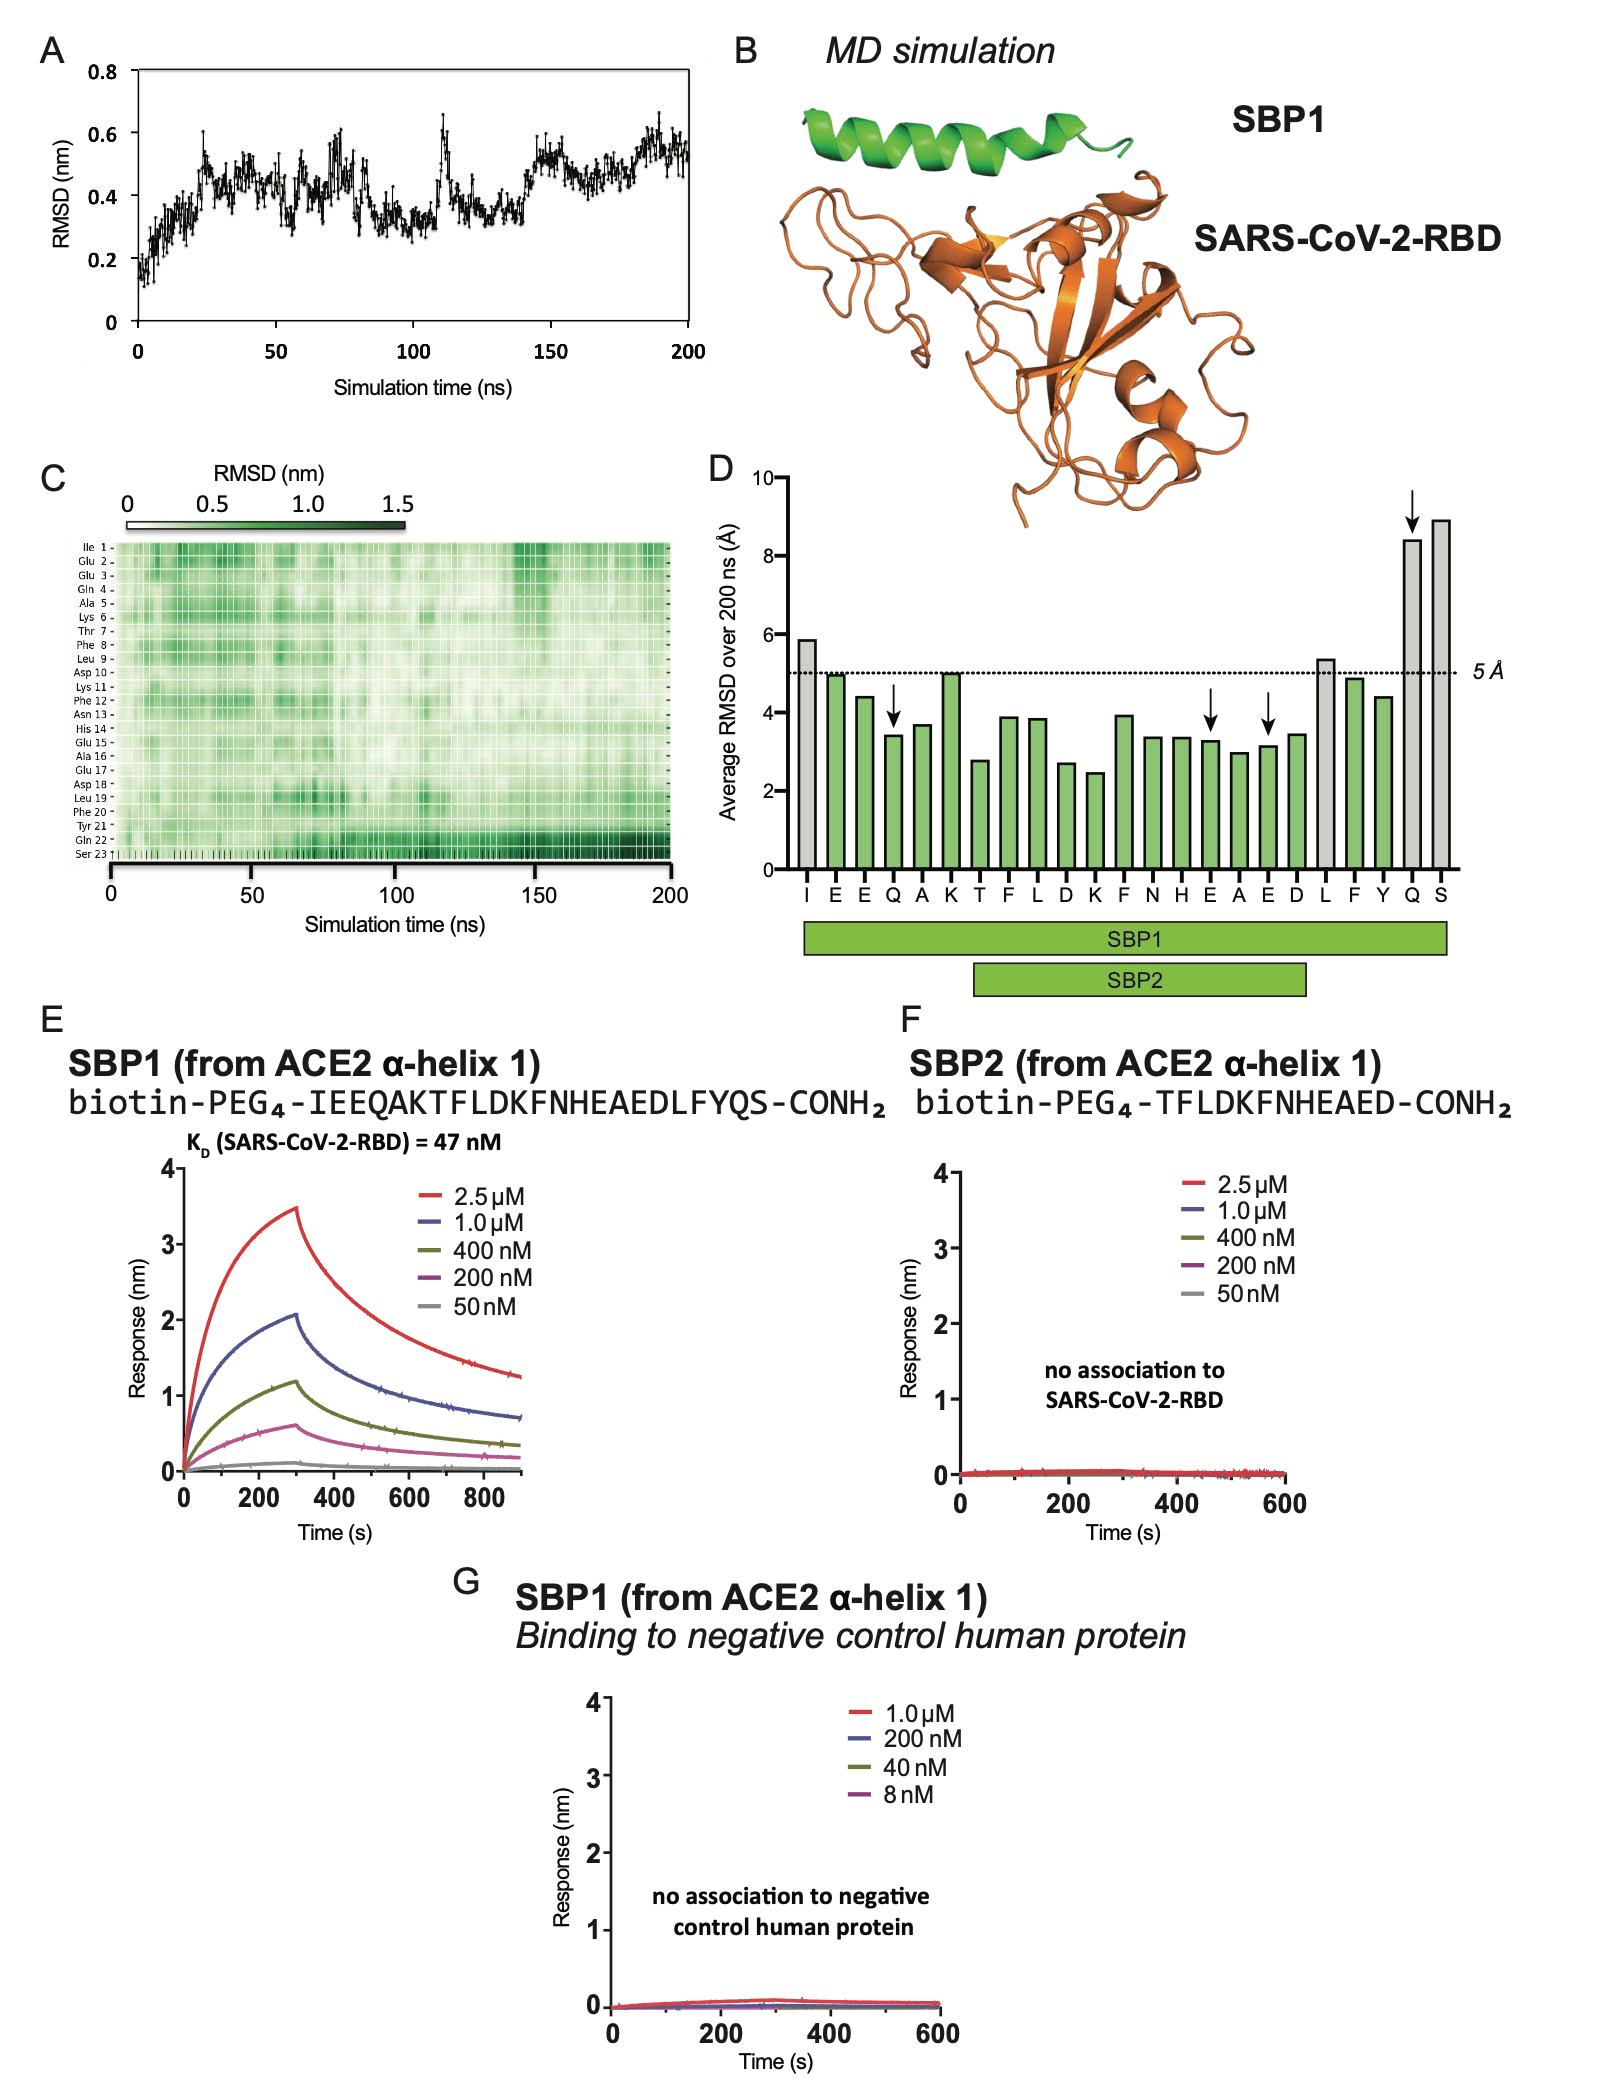 A
0.8
0.6
0.4
0.2
0
RMSD (nm)
0 50 100 150 200
Simulation time (ns)
B
MD simulation
SBP1
SARS-CoV-2-RBD
C
RMSD (nm)
0 0.5 1.0 1.5
Ile 1
Glu 2
Glu 3
Gln 4
Ala 5
Lys 6
Thr 7
Phe 8
Leu 9
Asp 10
Lys 11
Phe 12
Asn 13
His 14
Glu 15
Ala 16
Glu 17
Asp 18
Leu 19
Phe 20
Tyr 21
Gln 22
Ser 23
0 50 100 150 200
Simulation time (ns)
D
10
8
6
4
2
0
Average RMSD over 200 ns (Å)
5 Å
I E E Q A K T F L D K F N H E A E D L F Y Q S
SBP1
SBP2
E
SBP1 (from ACE2 α-helix 1)
biotin-PEG₄-IEEQAKTFLDKFNHEAEDLFYQS-CONH₂
K_D (SARS-CoV-2-RBD) = 47 nM
4
3
2
1
0
Response (nm)
2.5 µM
1.0 µM
400 nM
200 nM
50 nM
0 200 400 600 800
Time (s)
F
SBP2 (from ACE2 α-helix 1)
biotin-PEG₄-TFLDKFNHEAED-CONH₂
4
3
2
1
0
Response (nm)
2.5 µM
1.0 µM
400 nM
200 nM
50 nM
no association to
SARS-CoV-2-RBD
0 200 400 600
Time (s)
G
SBP1 (from ACE2 α-helix 1)
Binding to negative control human protein
4
3
2
1
0
Response (nm)
1.0 µM
200 nM
40 nM
8 nM
no association to negative
control human protein
0 200 400 600
Time (s)